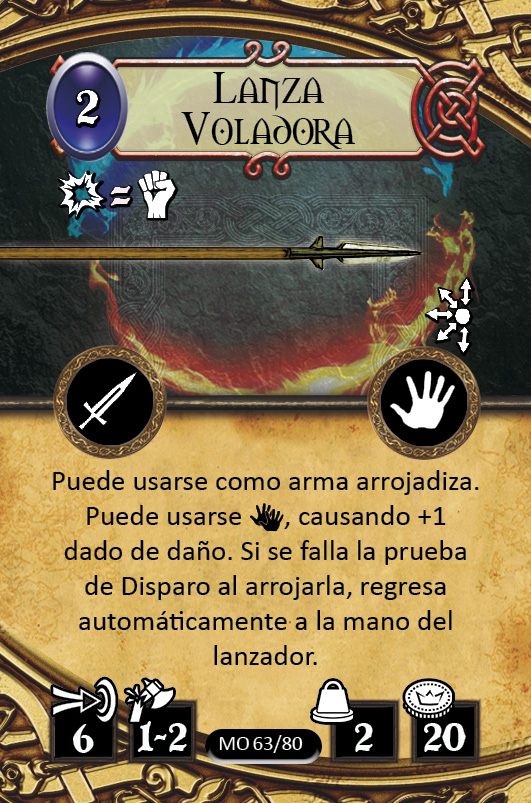 2
Lanza
Voladora
=
Puede usarse como arma arrojadiza.
Puede usarse , causando +1
dado de daño. Si se falla la prueba
de Disparo al arrojarla, regresa
automáticamente a la mano del
lanzador.
6 1-2 MO 63/80 2 20